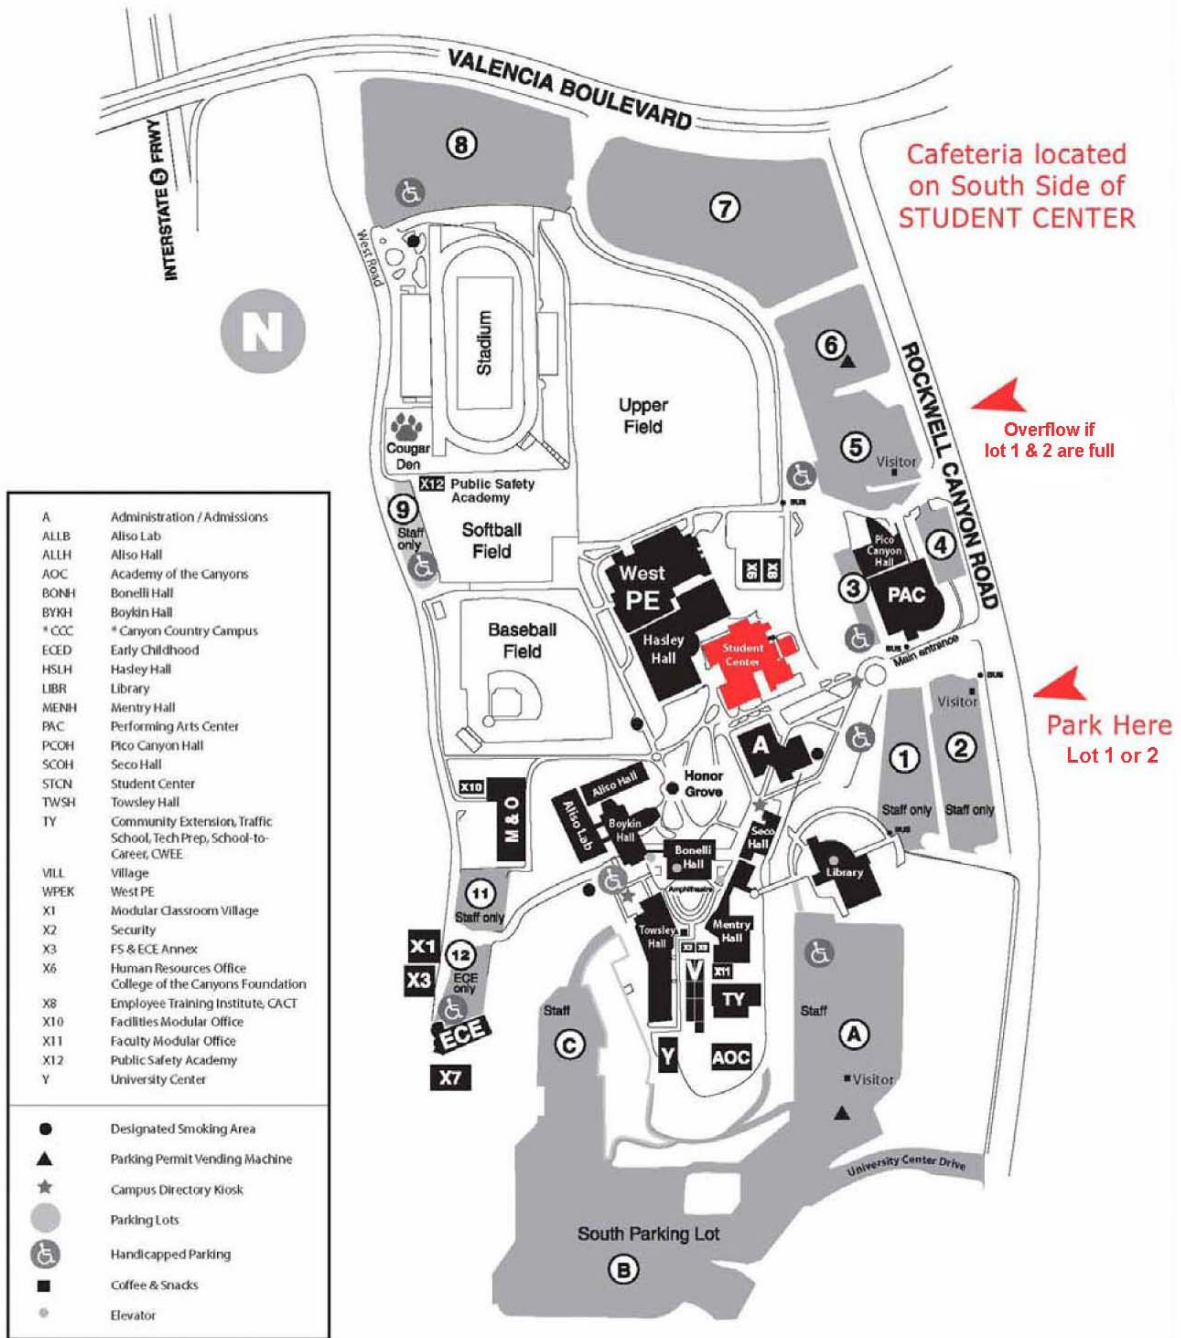 VALENCIA BOULEVARD
INTERSTATE 5 FRWY
8
7
Cafeteria located
on South Side of
STUDENT CENTER
West Road
N
Stadium
6
ROCKWELL CANYON ROAD
Upper
Field
Overflow if
lot 1 & 2 are full
5
Visitor
Cougar
Den
X12 Public Safety
Academy
9
Staff
only
Softball
Field
BUS
Pico
Canyon
Hall
4
West
PE
X6
X8
3
PAC
Hasley
Hall
Student
Center
BUS
Main entrance
BUS
Baseball
Field
Visitor
Park Here
Lot 1 or 2
A
1
2
Staff only
Staff only
BUS
X10
M & O
Aliso Hall
Aliso Lab
Honor
Grove
Boykin
Hall
Bonelli
Hall
Seco
Hall
Library
Amphitheatre
11
Staff only
Towsley
Hall
Mentry
Hall
X1
X3
12
ECE
only
V
X11
TY
ECE
X7
Staff
C
Y
AOC
Staff
A
Visitor
University Center Drive
South Parking Lot
B
A Administration / Admissions
ALLB Aliso Lab
ALLH Aliso Hall
AOC Academy of the Canyons
BONH Bonelli Hall
BYKH Boykin Hall
* CCC * Canyon Country Campus
ECED Early Childhood
HSLH Hasley Hall
LIBR Library
MENH Mentry Hall
PAC Performing Arts Center
PCOH Pico Canyon Hall
SCOH Seco Hall
STCN Student Center
TWSH Towsley Hall
TY Community Extension, Traffic
School, Tech Prep, School-to-
Career, CWEE
VILL Village
WPEK West PE
X1 Modular Classroom Village
X2 Security
X3 FS & ECE Annex
X6 Human Resources Office
College of the Canyons Foundation
X8 Employee Training Institute, CACT
X10 Facilities Modular Office
X11 Faculty Modular Office
X12 Public Safety Academy
Y University Center
Designated Smoking Area
Parking Permit Vending Machine
Campus Directory Kiosk
Parking Lots
Handicapped Parking
Coffee & Snacks
Elevator